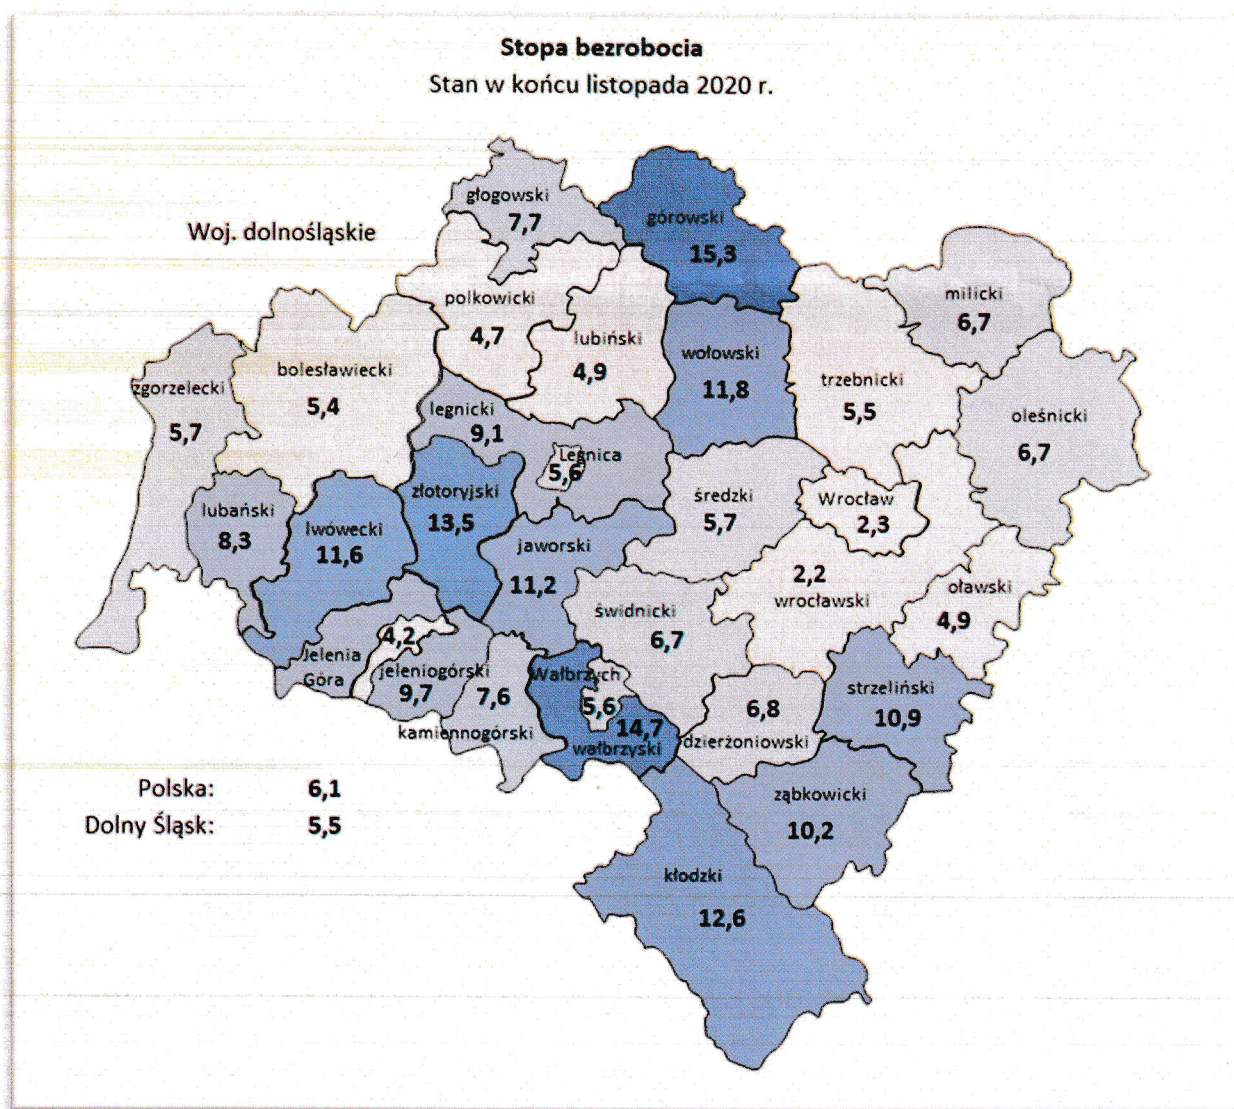 Stopa bezrobocia
Stan w końcu listopada 2020 r.
Woj. dolnośląskie
głogowski
7,7
górowski
15,3
milicki
6,7
polkowicki
4,7
lubiński
4,9
wołowski
11,8
trzebnicki
5,5
oleśnicki
6,7
zgorzelecki
5,7
bolesławiecki
5,4
legnicki
9,1
Legnica
5,6
złotoryjski
13,5
średzki
5,7
Wrocław
2,3
lubański
8,3
lwówecki
11,6
jaworski
11,2
2,2
wrocławski
oławski
4,9
świdnicki
6,7
4,2
Jelenia
Góra
jeleniogórski
9,7
7,6
kamiennogórski
Wałbrzych
5,6
14,7
wałbrzyski
6,8
dzierżoniowski
strzeliński
10,9
ząbkowicki
10,2
kłodzki
12,6
Polska: 6,1
Dolny Śląsk: 5,5